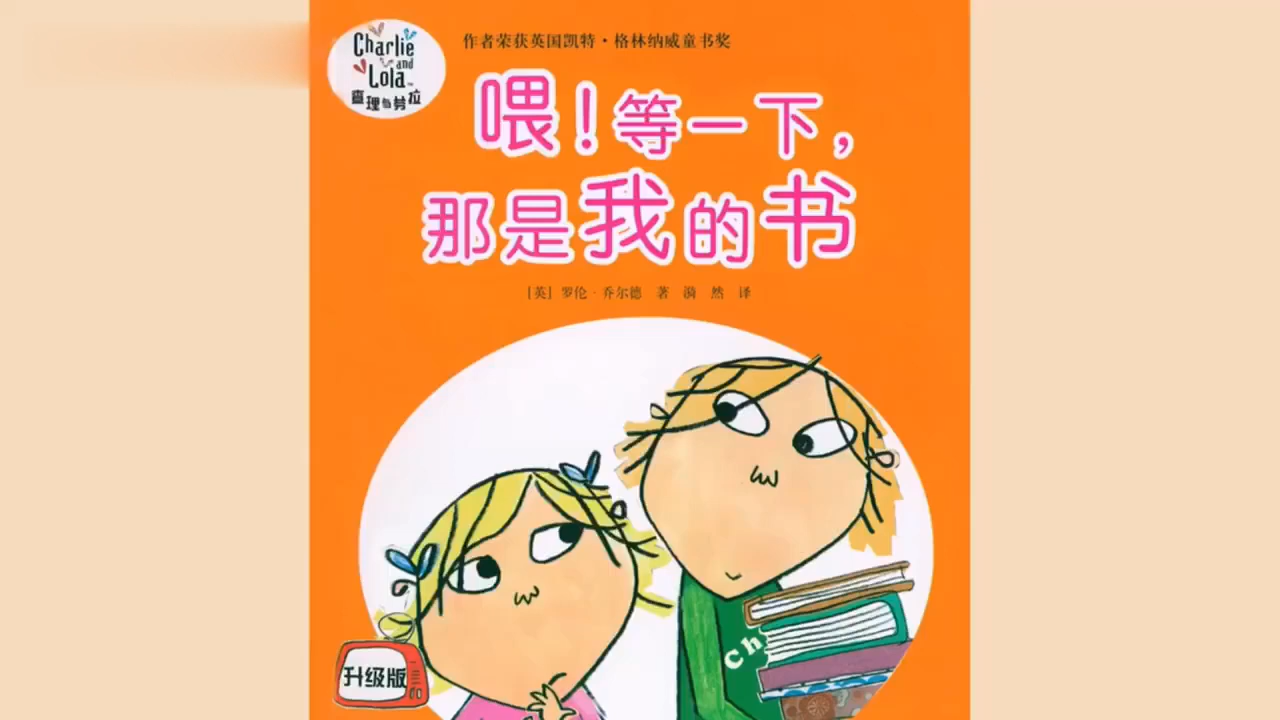 Charlie
and
Lola™
查理与劳拉
作者荣获英国凯特·格林纳威童书奖
喂！等一下，
那是我的书
［英］罗伦·乔尔德 著 漪 然 译
Ch
升级版